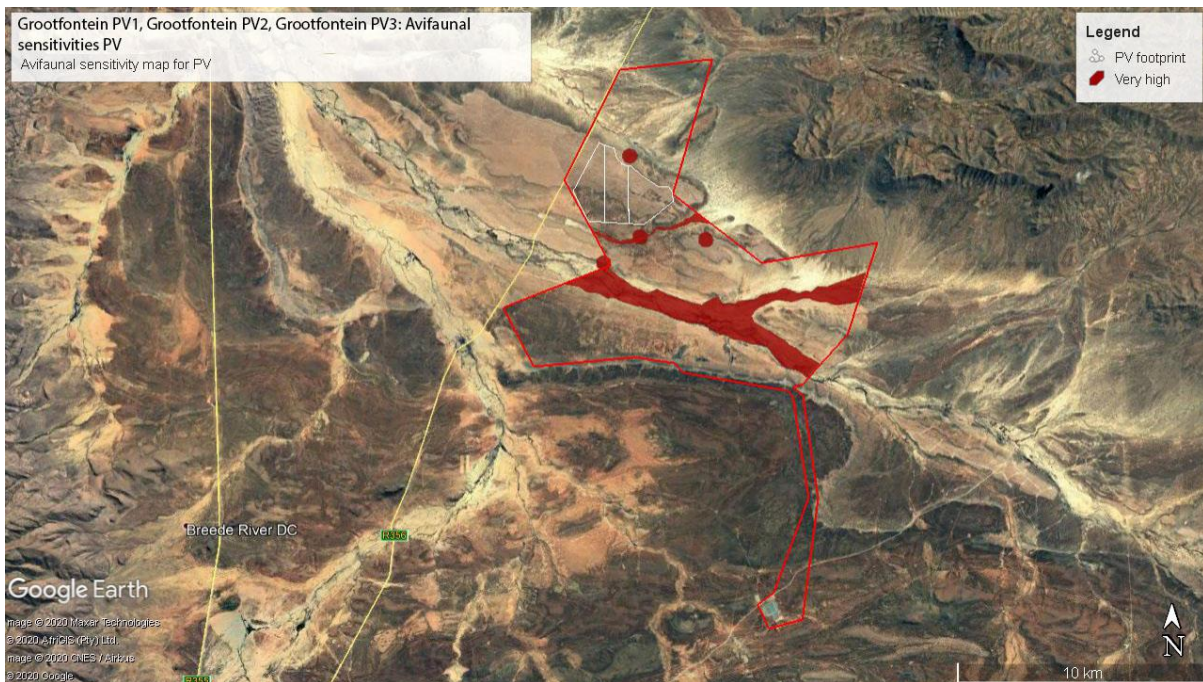 Grootfontein PV1, Grootfontein PV2, Grootfontein PV3: Avifaunal
sensitivities PV
Avifaunal sensitivity map for PV
Legend
PV footprint
Very high
Breede River DC
R356
Google Earth
Image © 2020 Maxar Technologies
© 2020 AfriGIS (Pty) Ltd.
Image © 2020 CNES / Airbus
© 2020 Google
R355
N
10 km